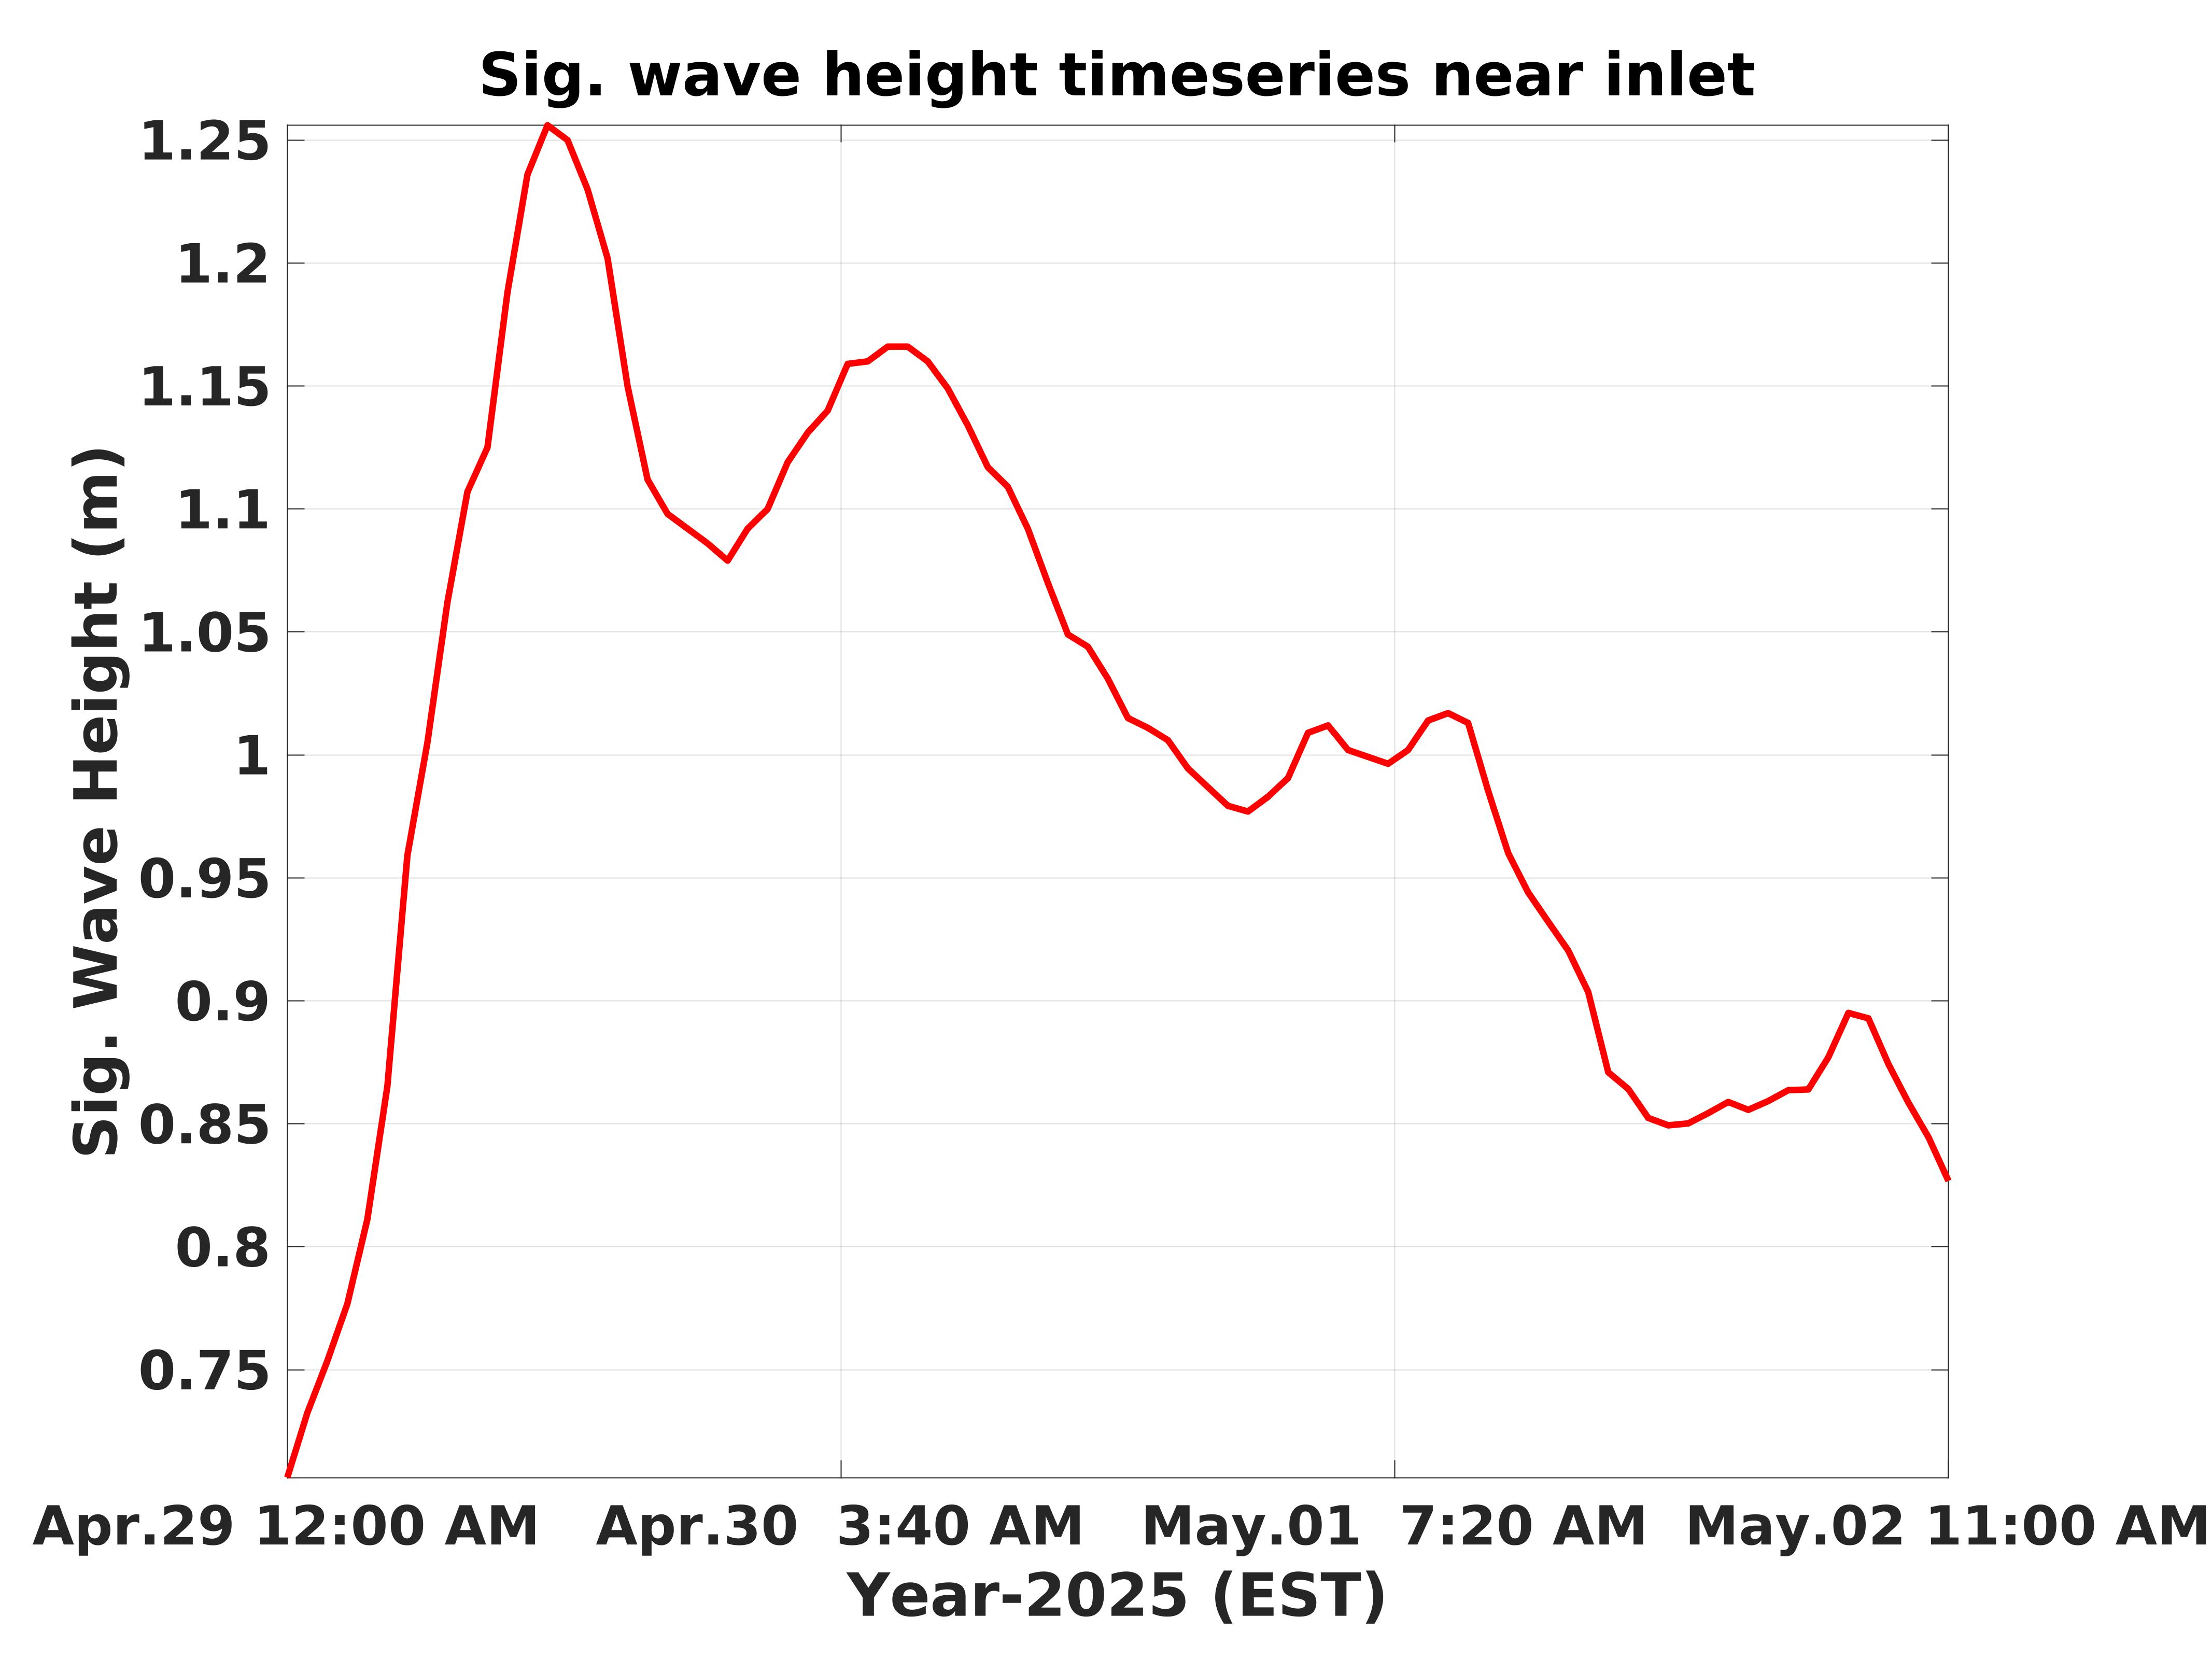 Sig. wave height timeseries near inlet
1.25
1.2
1.15
1.1
1.05
1
0.95
0.9
0.85
0.8
0.75
Sig. Wave Height (m)
Apr.29 12:00 AM Apr.30 3:40 AM May.01 7:20 AM May.02 11:00 AM
Year-2025 (EST)